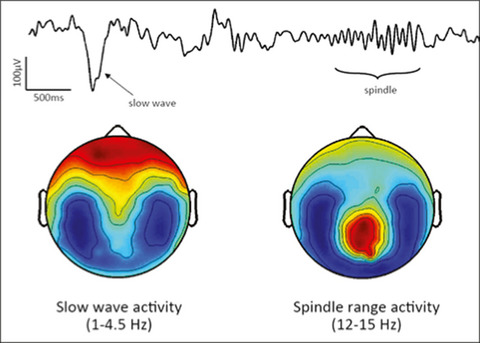 100µV
500ms
slow wave
spindle
Slow wave activity
(1-4.5 Hz)
Spindle range activity
(12-15 Hz)